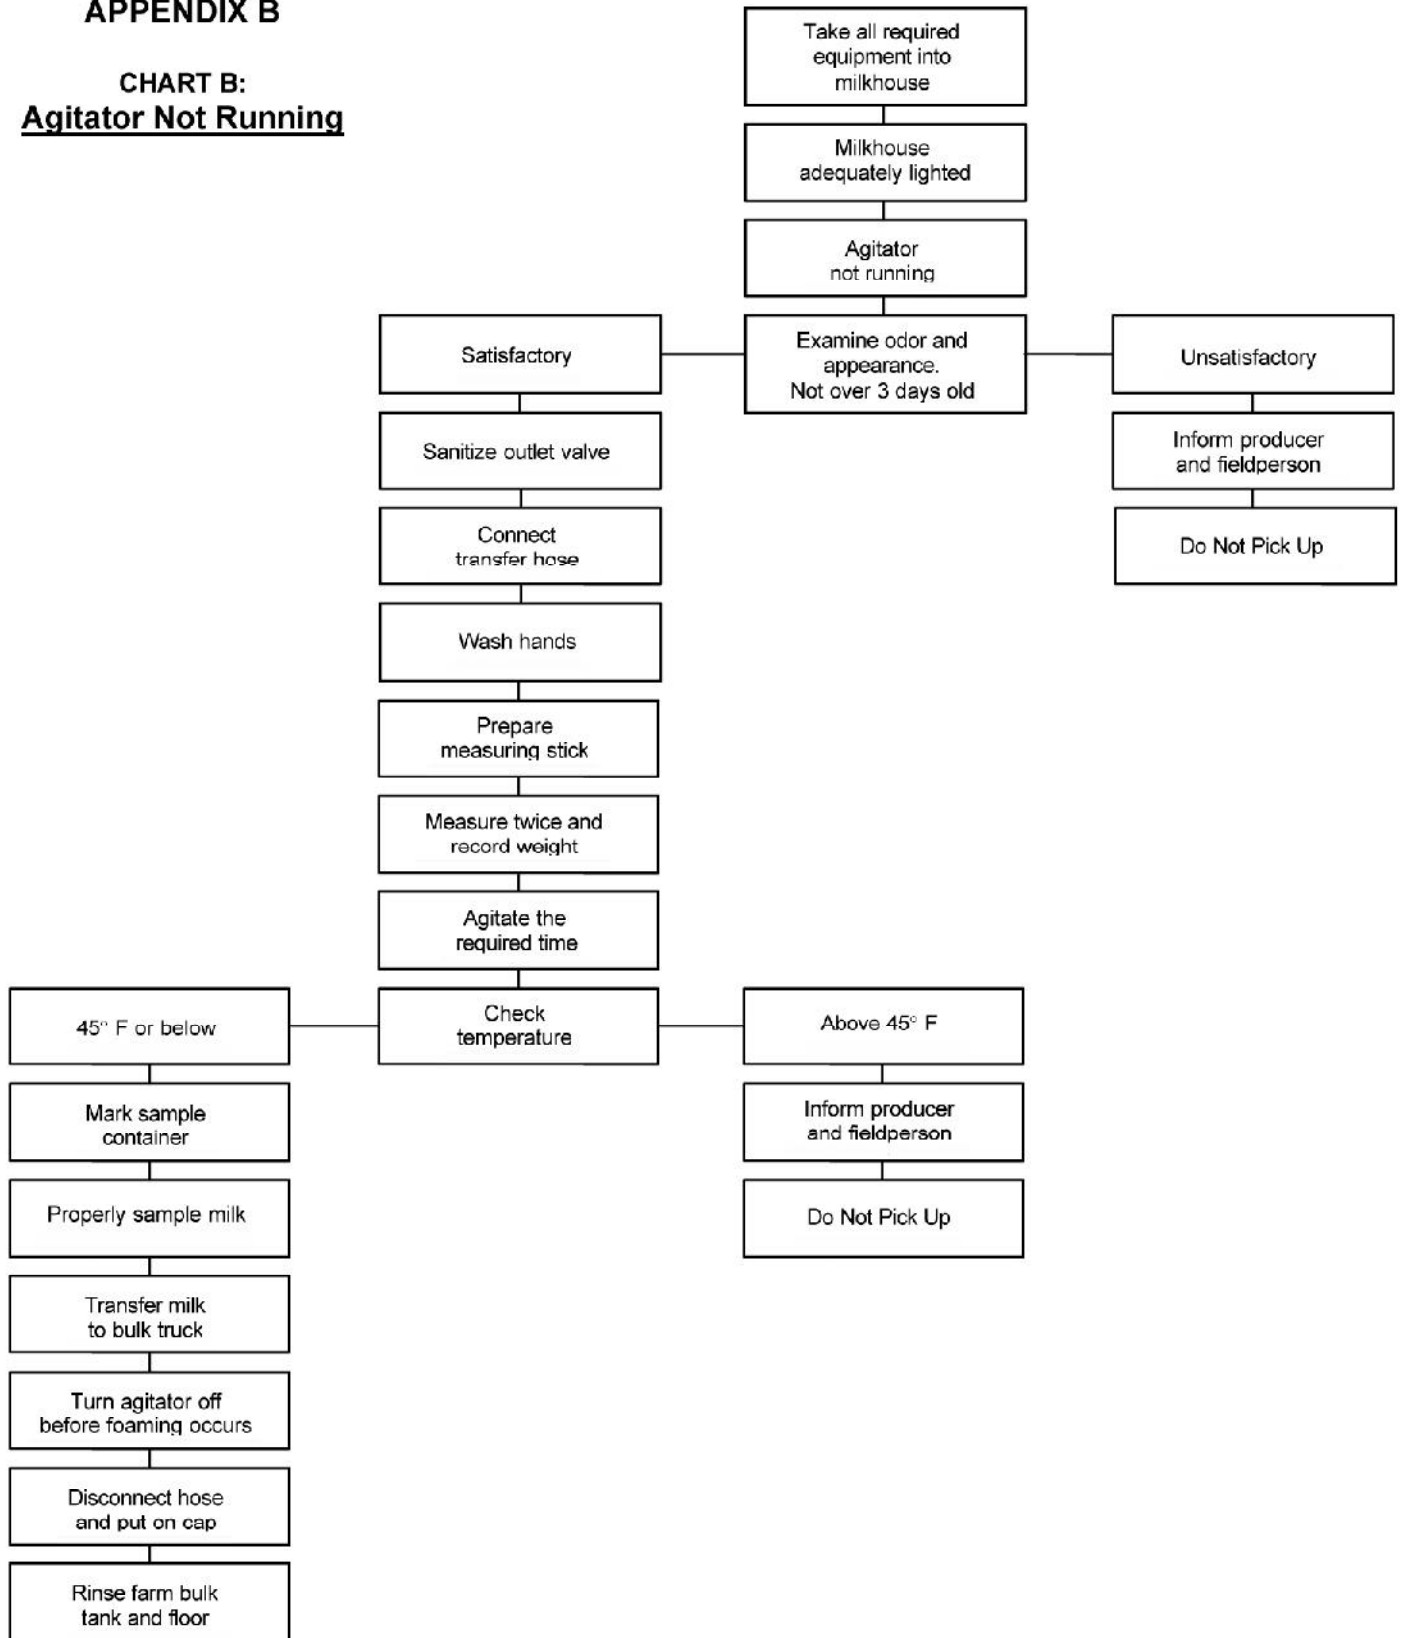 APPENDIX B
CHART B:
Agitator Not Running
Take all required
equipment into
milkhouse
Milkhouse
adequately lighted
Agitator
not running
Examine odor and
appearance.
Not over 3 days old
Satisfactory
Sanitize outlet valve
Connect
transfer hose
Wash hands
Prepare
measuring stick
Measure twice and
record weight
Agitate the
required time
Check
temperature
45° F or below
Mark sample
container
Properly sample milk
Transfer milk
to bulk truck
Turn agitator off
before foaming occurs
Disconnect hose
and put on cap
Rinse farm bulk
tank and floor
Above 45° F
Inform producer
and fieldperson
Do Not Pick Up
Unsatisfactory
Inform producer
and fieldperson
Do Not Pick Up